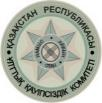 ҚАЗАҚСТАН РЕСПУБЛИКАСЫ
ҰЛТТЫҚ ҚАУІПСІЗДІК КОМИТЕТІ